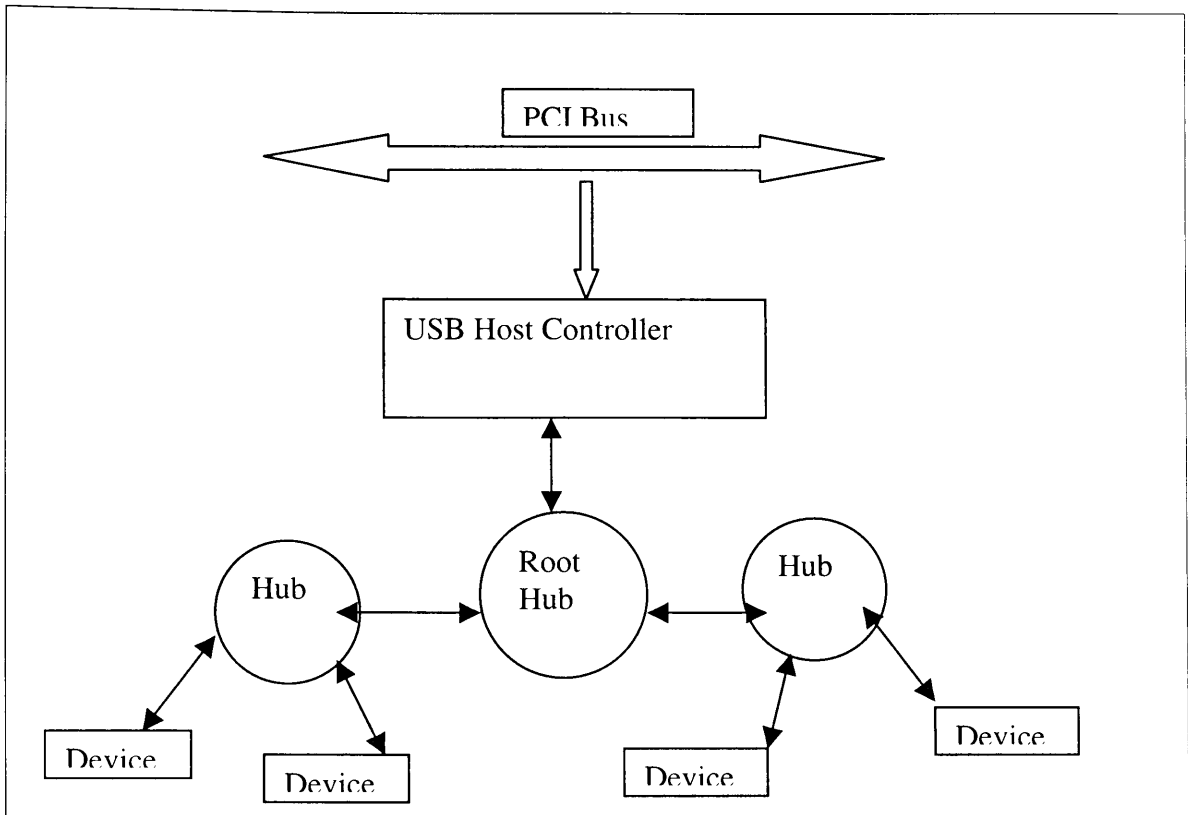 PCI Bus
USB Host Controller
Root
Hub
Hub
Hub
Device
Device
Device
Device